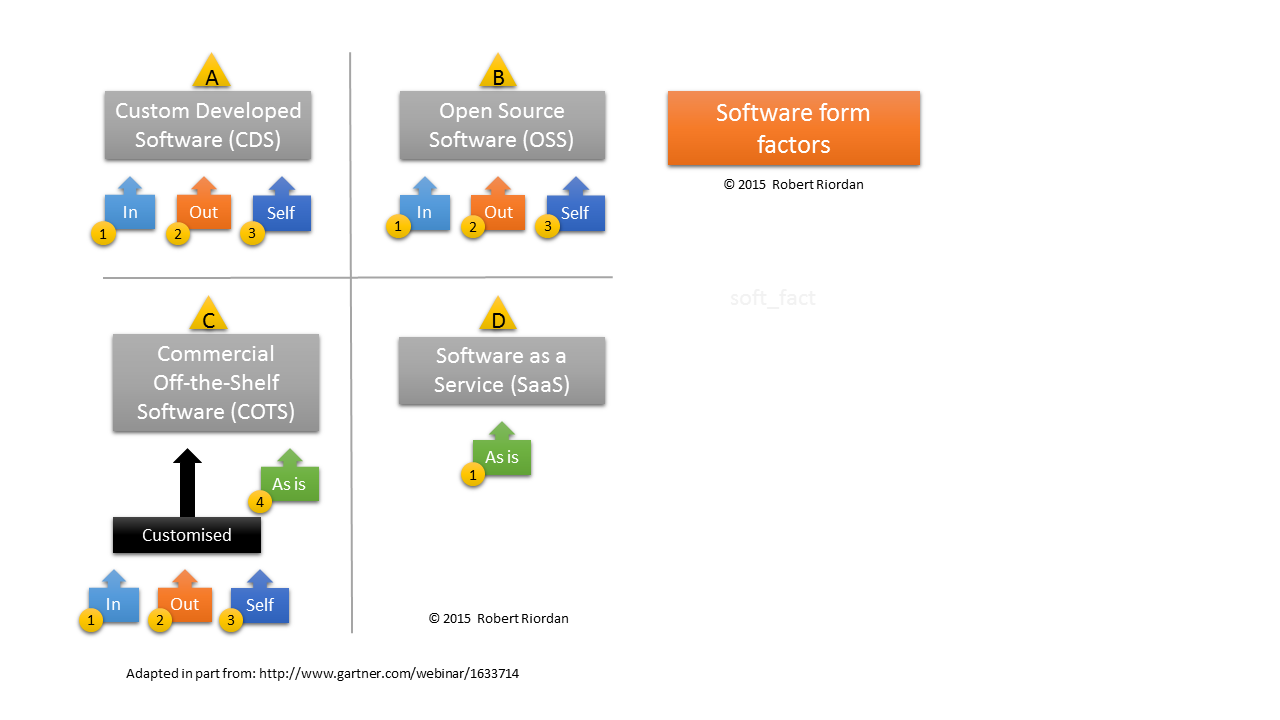 A
Custom Developed
Software (CDS)
In
Out
Self
1
2
3
B
Open Source
Software (OSS)
In
Out
Self
1
2
3
Software form
factors
© 2015 Robert Riordan
soft_fact
C
Commercial
Off-the-Shelf
Software (COTS)
As is
4
Customised
In
Out
Self
1
2
3
D
Software as a
Service (SaaS)
As is
1
© 2015 Robert Riordan
Adapted in part from: http://www.gartner.com/webinar/1633714